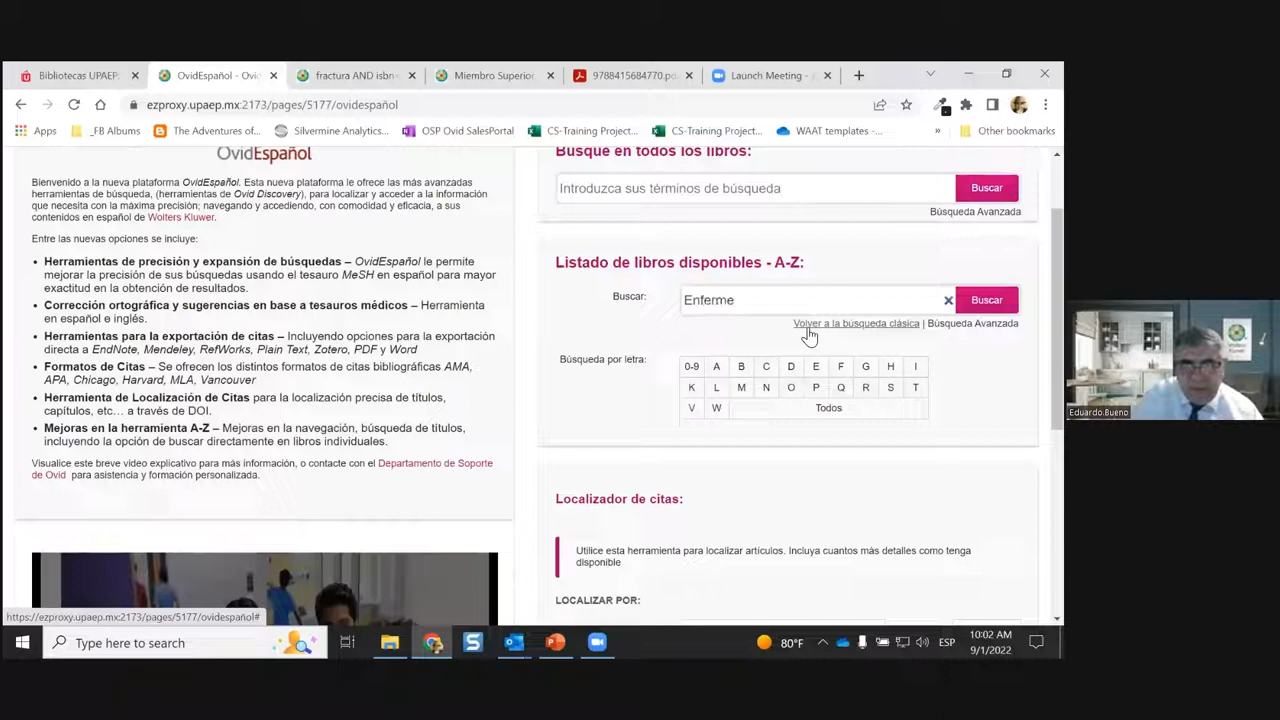 Bibliotecas UPAEP:
OvidEspañol - Ovi
fractura AND isbn
Miembro Superior
9788415684770.pd
Launch Meeting -
ezproxy.upaep.mx:2173/pages/5177/ovidespañol
Apps
_FB Albums
The Adventures of...
Silvermine Analytics...
OSP Ovid SalesPortal
CS-Training Project...
CS-Training Project...
WAAT templates -...
»
Other bookmarks
OvidEspañol
Bienvenido a la nueva plataforma OvidEspañol. Esta nueva plataforma le ofrece las más avanzadas
herramientas de búsqueda, (herramientas de Ovid Discovery), para localizar y acceder a la información
que necesita con la máxima precisión; navegando y accediendo, con comodidad y eficacia, a sus
contenidos en español de Wolters Kluwer.
Entre las nuevas opciones se incluye:
• Herramientas de precisión y expansión de búsquedas – OvidEspañol le permite
mejorar la precisión de sus búsquedas usando el tesauro MeSH en español para mayor
exactitud en la obtención de resultados.
• Corrección ortográfica y sugerencias en base a tesauros médicos – Herramienta
en español e inglés.
• Herramientas para la exportación de citas – Incluyendo opciones para la exportación
directa a EndNote, Mendeley, RefWorks, Plain Text, Zotero, PDF y Word
• Formatos de Citas – Se ofrecen los distintos formatos de citas bibliográficas AMA,
APA, Chicago, Harvard, MLA, Vancouver
• Herramienta de Localización de Citas para la localización precisa de títulos,
capítulos, etc... a través de DOI.
• Mejoras en la herramienta A-Z – Mejoras en la navegación, búsqueda de títulos,
incluyendo la opción de buscar directamente en libros individuales.
Visualice este breve video explicativo para más información, o contacte con el Departamento de Soporte
de Ovid para asistencia y formación personalizada.
Busque en todos los libros:
Introduzca sus términos de búsqueda
Buscar
Búsqueda Avanzada
Listado de libros disponibles - A-Z:
Buscar:
Enferme
Buscar
Volver a la búsqueda clásica | Búsqueda Avanzada
Búsqueda por letra:
0-9 A B C D E F G H I
K L M N O P Q R S T
V W Todos
Localizador de citas:
Utilice esta herramienta para localizar artículos. Incluya cuantos más detalles como tenga
disponible
LOCALIZAR POR:
https://ezproxy.upaep.mx:2173/pages/5177/ovidespañol#
Type here to search
80°F
ESP
10:02 AM
9/1/2022
Eduardo.Bueno